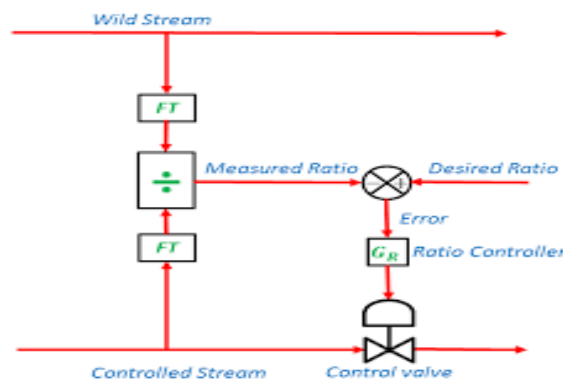 Wild Stream
FT
÷
Measured Ratio
Desired Ratio
Error
FT
G_R Ratio Controller
Controlled Stream
Control valve